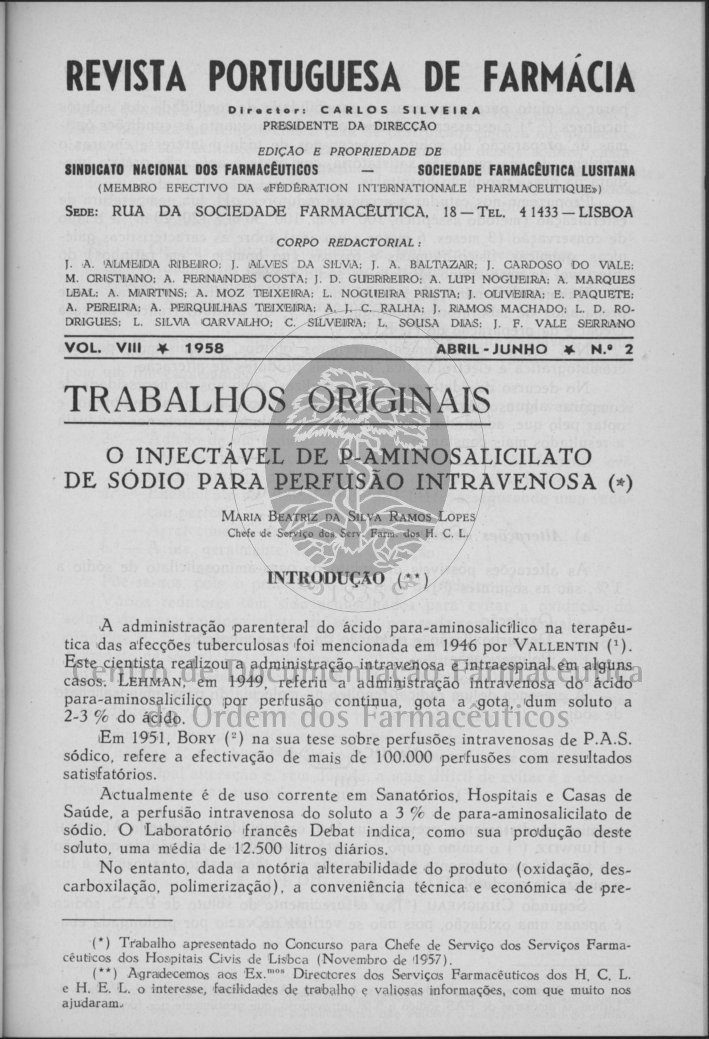 REVISTA PORTUGUESA DE FARMÁCIA
Director: CARLOS SILVEIRA
PRESIDENTE DA DIRECÇÃO
EDIÇÃO E PROPRIEDADE DE
SINDICATO NACIONAL DOS FARMACÊUTICOS — SOCIEDADE FARMACÊUTICA LUSITANA
(MEMBRO EFECTIVO DA «FÉDÉRATION INTERNATIONALE PHARMACEUTIQUE»)
SEDE: RUA DA SOCIEDADE FARMACÊUTICA, 18 — TEL. 4 1433 — LISBOA
CORPO REDACTORIAL:
J. A. ALMEIDA RIBEIRO; J. ALVES DA SILVA; J. A. BALTAZAR; J. CARDOSO DO VALE;
M. CRISTIANO; A. FERNANDES COSTA; J. D. GUERREIRO; A. LUPI NOGUEIRA; A. MARQUES
LEAL; A. MARTINS; A. MOZ TEIXEIRA; L. NOGUEIRA PRISTA; J. OLIVEIRA; E. PAQUETE;
A. PEREIRA; A. PERQUILHAS TEIXEIRA; A. J. C. RALHA; J. RAMOS MACHADO; L. D. RO-
DRIGUES; L. SILVA CARVALHO; C. SILVEIRA; L. SOUSA DIAS; J. F. VALE SERRANO
VOL. VIII ★ 1958 ABRIL-JUNHO ★ N.º 2
TRABALHOS ORIGINAIS
O INJECTÁVEL DE P-AMINOSALICILATO
DE SÓDIO PARA PERFUSÃO INTRAVENOSA (*)
MARIA BEATRIZ DA SILVA RAMOS LOPES
Chefe de Serviço dos Serv. Farm. dos H. C. L.
INTRODUÇÃO (**)
1835
A administração parenteral do ácido para-aminosalicílico na terapêu-
tica das afecções tuberculosas foi mencionada em 1946 por VALLENTIN (¹).
Este cientista realizou a administração intravenosa e intraespinal em alguns
casos. LEHMAN, em 1949, referiu a administração intravenosa do ácido
para-aminosalicílico por perfusão contínua, gota a gota, dum soluto a
2-3 % do ácido.
Centro de Documentação Farmacêutica
da Ordem dos Farmacêuticos
Em 1951, BORY (²) na sua tese sobre perfusões intravenosas de P.A.S.
sódico, refere a efectivação de mais de 100.000 perfusões com resultados
satisfatórios.
Actualmente é de uso corrente em Sanatórios, Hospitais e Casas de
Saúde, a perfusão intravenosa do soluto a 3 % de para-aminosalicilato de
sódio. O Laboratório francês Debat indica, como sua produção deste
soluto, uma média de 12.500 litros diários.
No entanto, dada a notória alterabilidade do produto (oxidação, des-
carboxilação, polimerização), a conveniência técnica e económica de pre-
(*) Trabalho apresentado no Concurso para Chefe de Serviço dos Serviços Farma-
cêuticos dos Hospitais Civis de Lisboa (Novembro de 1957).
(**) Agradecemos aos Ex.mos Directores dos Serviços Farmacêuticos dos H. C. L.
e H. E. L. o interesse, facilidades de trabalho e valiosas informações, com que muito nos
ajudaram.